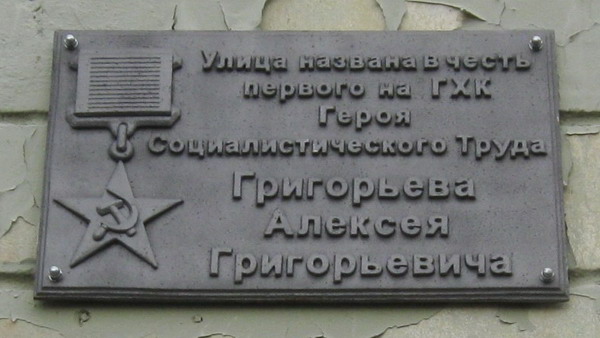 Улица названа в честь
первого на ГХК
Героя
Социалистического Труда
Григорьева
Алексея
Григорьевича